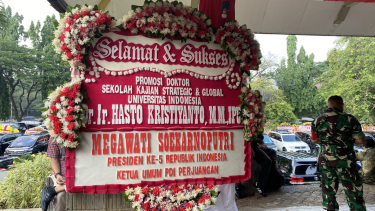 Selamat & Sukses
PROMOSI DOKTOR
SEKOLAH KAJIAN STRATEGIC & GLOBAL
UNIVERSITAS INDONESIA
Dr. Ir. HASTO KRISTIYANTO, M.M, IPU
MEGAWATI SOEKARNOPUTRI
PRESIDEN KE-5 REPUBLIK INDONESIA
KETUA UMUM PDI PERJUANGAN